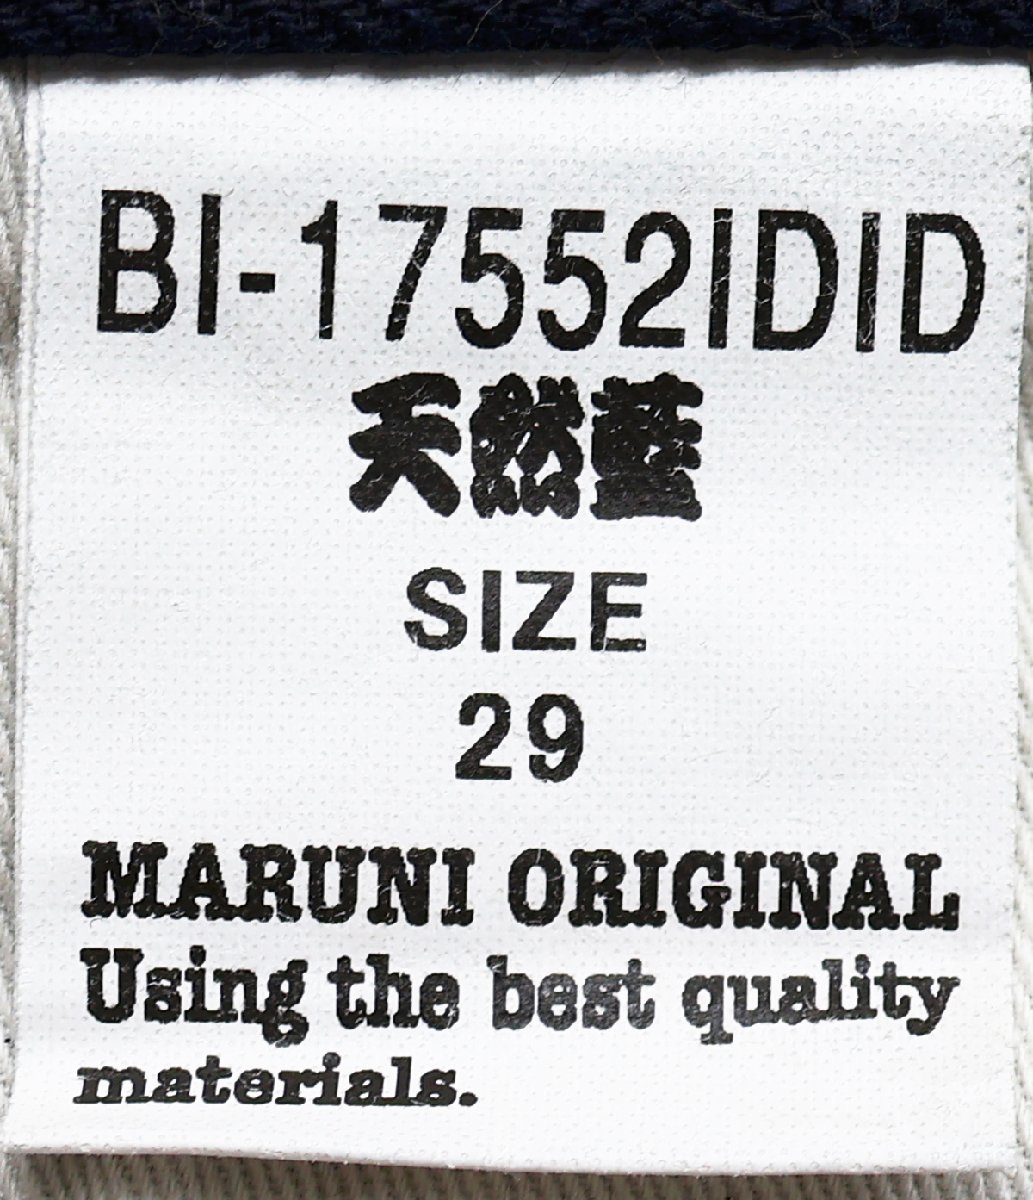 BI-17552IDID
天然藍
SIZE
29
MARUNI ORIGINAL
Using the best quality
materials.